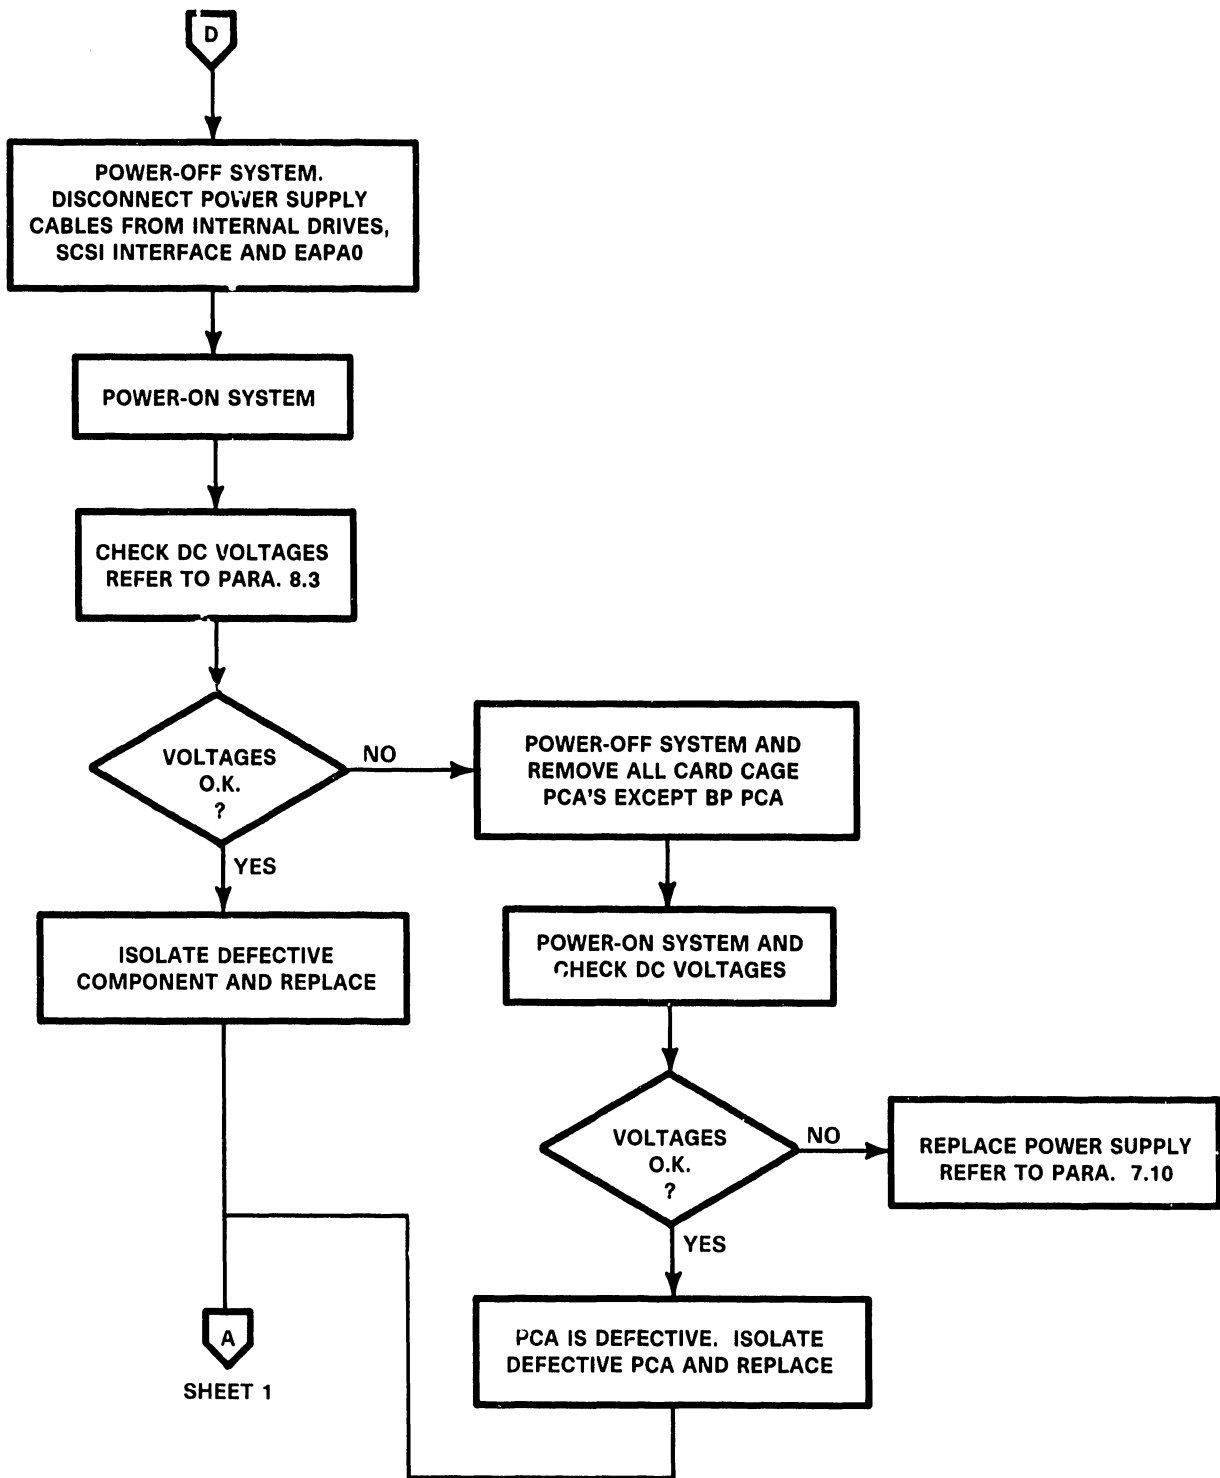 D
POWER-OFF SYSTEM.
DISCONNECT POWER SUPPLY
CABLES FROM INTERNAL DRIVES,
SCSI INTERFACE AND EAPA0
POWER-ON SYSTEM
CHECK DC VOLTAGES
REFER TO PARA. 8.3
VOLTAGES
O.K.
?
NO
YES
POWER-OFF SYSTEM AND
REMOVE ALL CARD CAGE
PCA'S EXCEPT BP PCA
ISOLATE DEFECTIVE
COMPONENT AND REPLACE
POWER-ON SYSTEM AND
CHECK DC VOLTAGES
VOLTAGES
O.K.
?
NO
YES
REPLACE POWER SUPPLY
REFER TO PARA. 7.10
PCA IS DEFECTIVE. ISOLATE
DEFECTIVE PCA AND REPLACE
A
SHEET 1